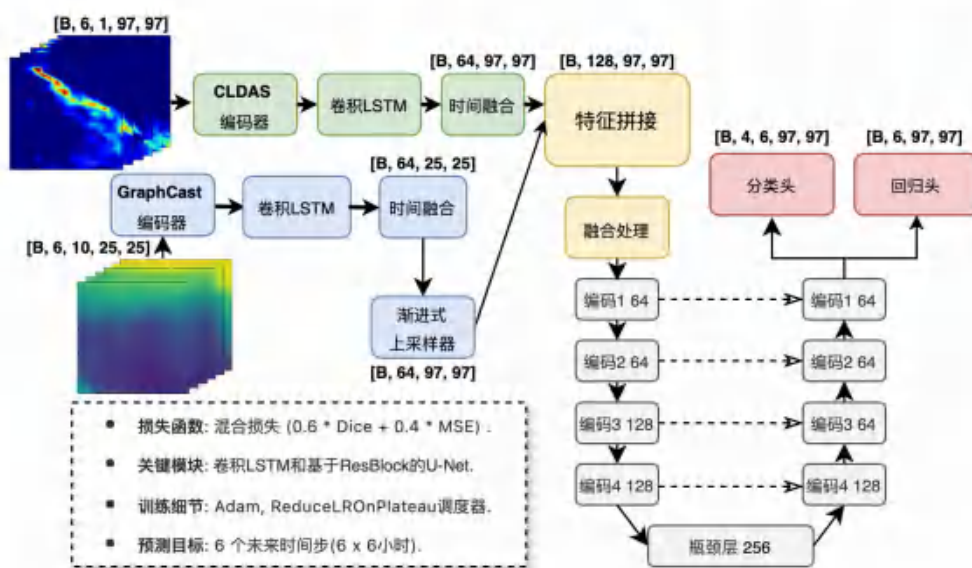 [B, 6, 1, 97, 97]
CLDAS
编码器
卷积LSTM
[B, 64, 97, 97]
时间融合
[B, 128, 97, 97]
特征拼接
[B, 4, 6, 97, 97]
分类头
[B, 6, 97, 97]
回归头
GraphCast
编码器
卷积LSTM
[B, 64, 25, 25]
时间融合
[B, 6, 10, 25, 25]
渐进式
上采样器
[B, 64, 97, 97]
融合处理
编码1 64
编码1 64
编码2 64
编码2 64
编码3 128
编码3 64
编码4 128
编码4 128
瓶颈层 256
损失函数: 混合损失 (0.6 * Dice + 0.4 * MSE) .
关键模块: 卷积LSTM和基于ResBlock的U-Net.
训练细节: Adam, ReduceLROnPlateau调度器.
预测目标: 6 个未来时间步(6 x 6小时).